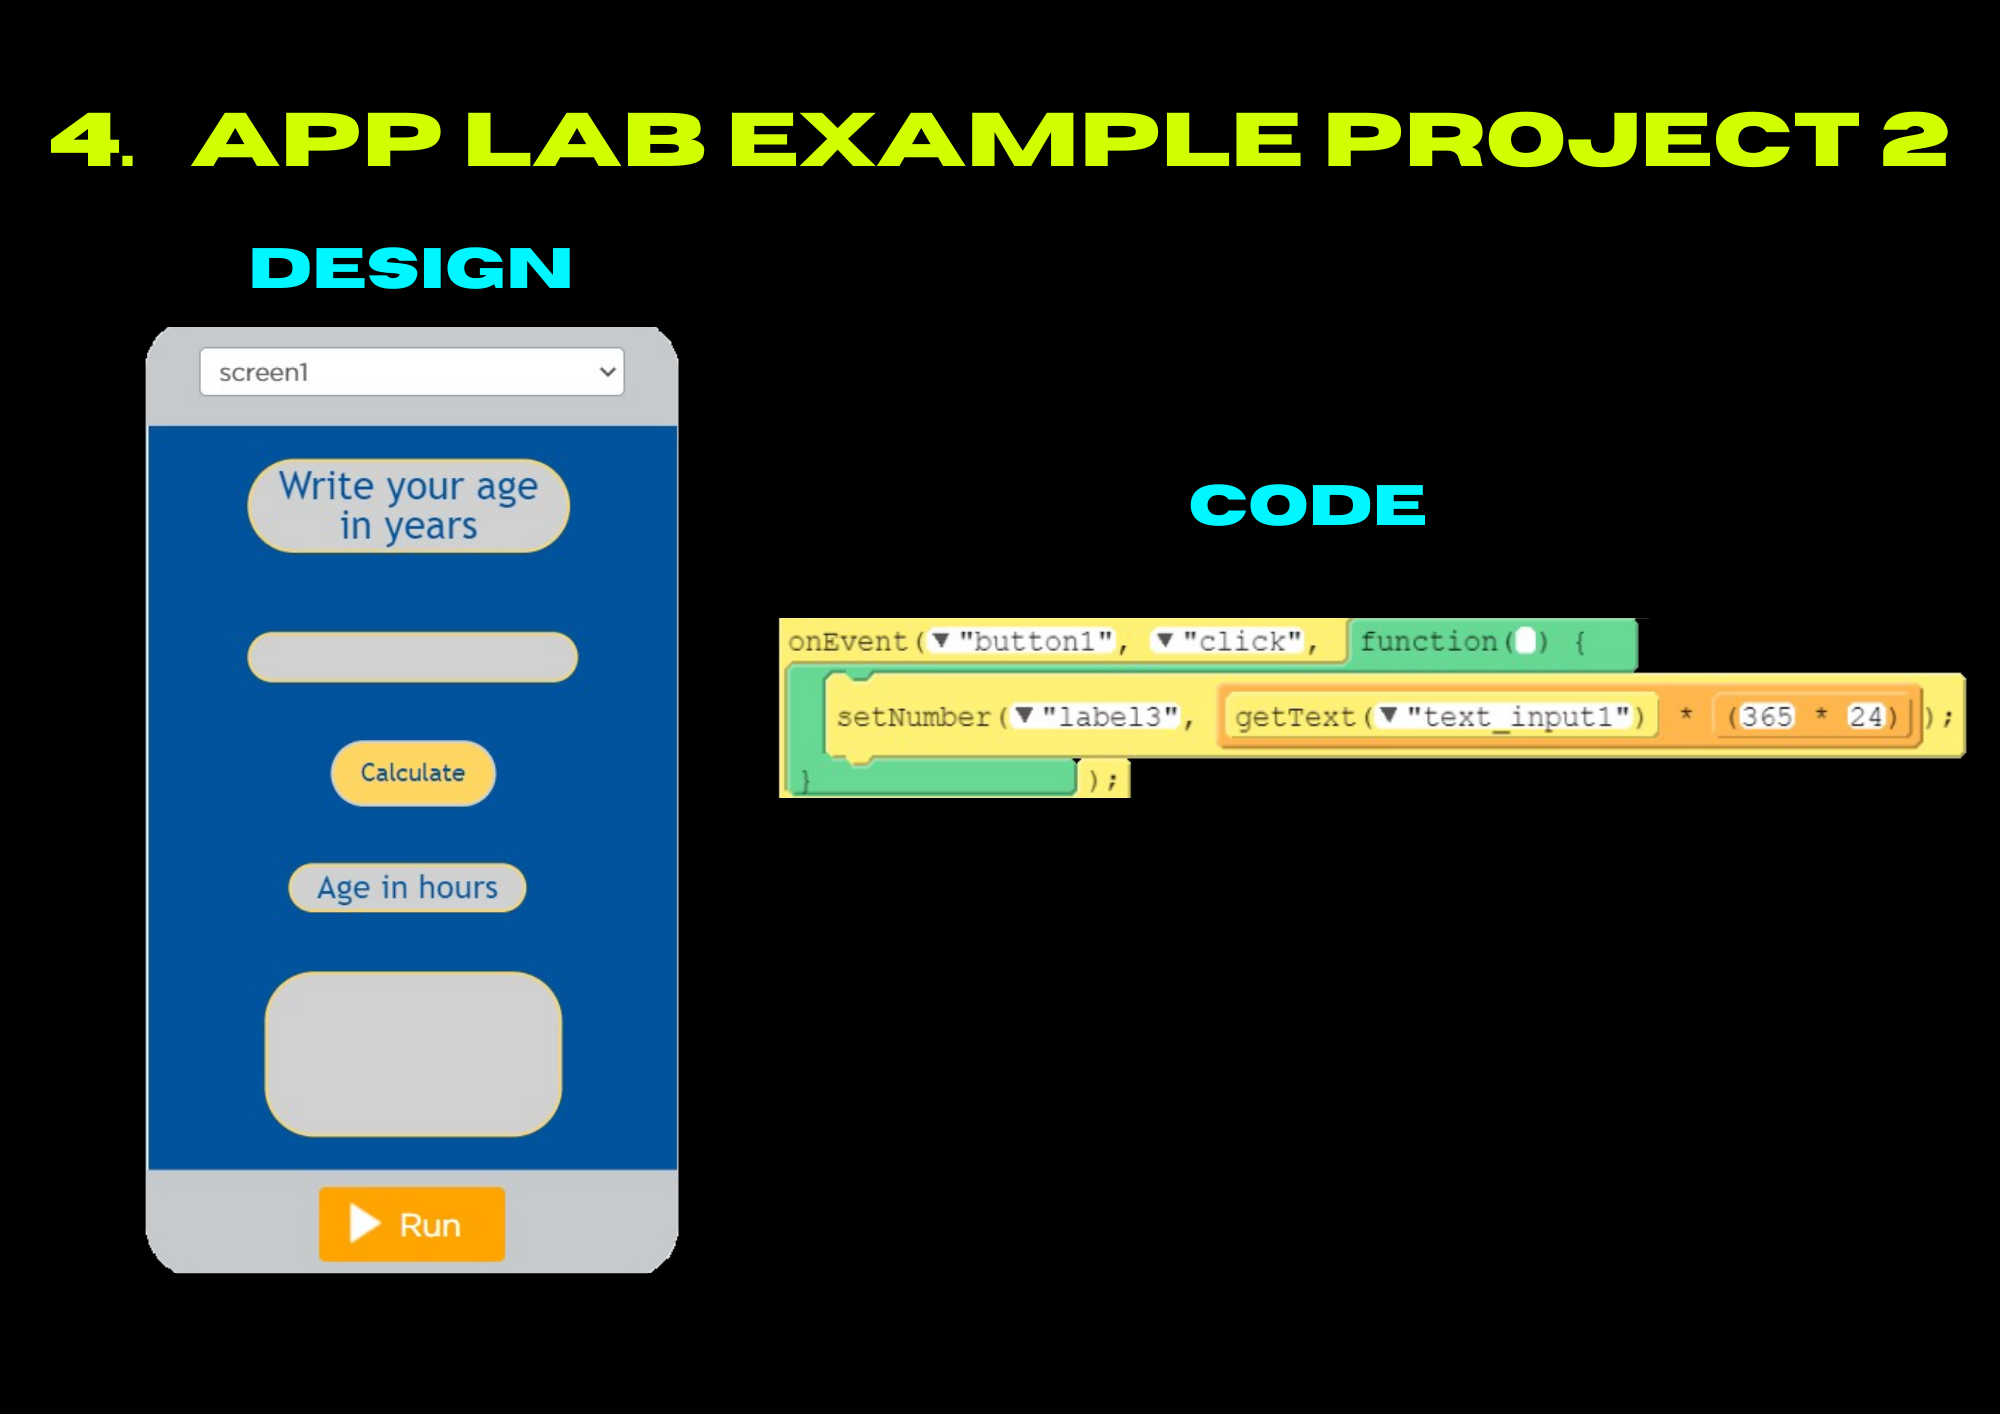 4. APP LAB EXAMPLE PROJECT 2
DESIGN
screen1
Write your age
in years
Calculate
Age in hours
Run
CODE
onEvent(▼"button1", ▼"click", function( ) {
setNumber(▼"label3", getText(▼"text_input1") * (365 * 24));
} );